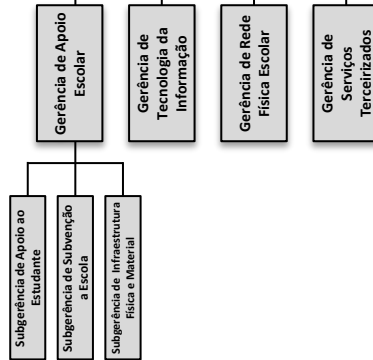 Gerência de Apoio
Escolar
Gerência de
Tecnologia da
Informação
Gerência de Rede
Física Escolar
Gerência de
Serviços
Terceirizados
Subgerência de Apoio ao
Estudante
Subgerência de Subvenção
a Escola
Subgerência de Infraestrutura
Física e Material